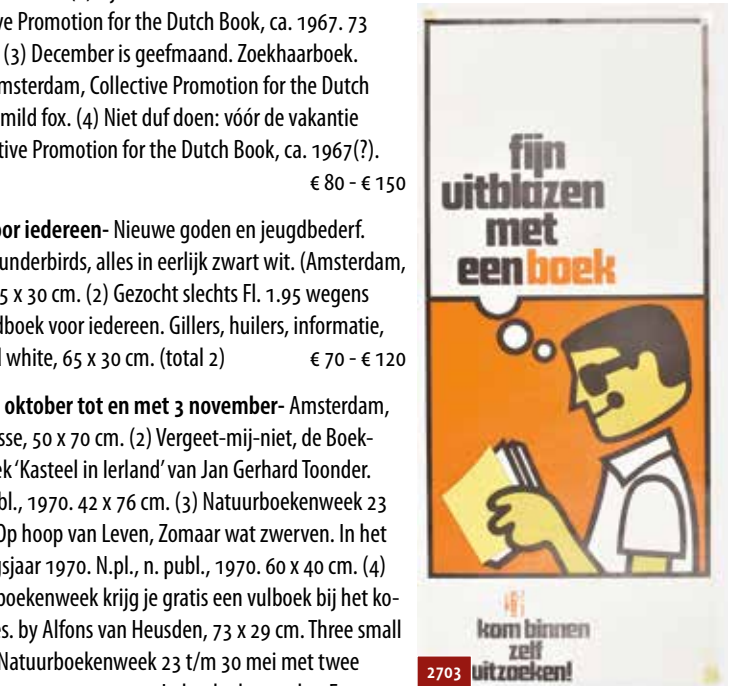 ve Promotion for the Dutch Book, ca. 1967. 73
(3) December is geefmaand. Zoekhaarboek.
msterdam, Collective Promotion for the Dutch
mild fox. (4) Niet duf doen: vóór de vakantie
tive Promotion for the Dutch Book, ca. 1967(?).
€ 80 - € 150
oor iedereen- Nieuwe goden en jeugdbederf.
underbirds, alles in eerlijk zwart wit. (Amsterdam,
5 x 30 cm. (2) Gezocht slechts Fl. 1.95 wegens
dboek voor iedereen. Gillers, huilers, informatie,
l white, 65 x 30 cm. (total 2) € 70 - € 120
oktober tot en met 3 november- Amsterdam,
sse, 50 x 70 cm. (2) Vergeet-mij-niet, de Boek-
ek 'Kasteel in Ierland' van Jan Gerhard Toonder.
bl., 1970. 42 x 76 cm. (3) Natuurboekenweek 23
Op hoop van Leven, Zomaar wat zwerven. In het
gsjaar 1970. N.pl., n. publ., 1970. 60 x 40 cm. (4)
boekenweek krijg je gratis een vulboek bij het ko-
es. by Alfons van Heusden, 73 x 29 cm. Three small
Natuurboekenweek 23 t/m 30 mei met twee
fijn
uitblazen
met
een boek
kom binnen
zelf
uitzoeken!
2703